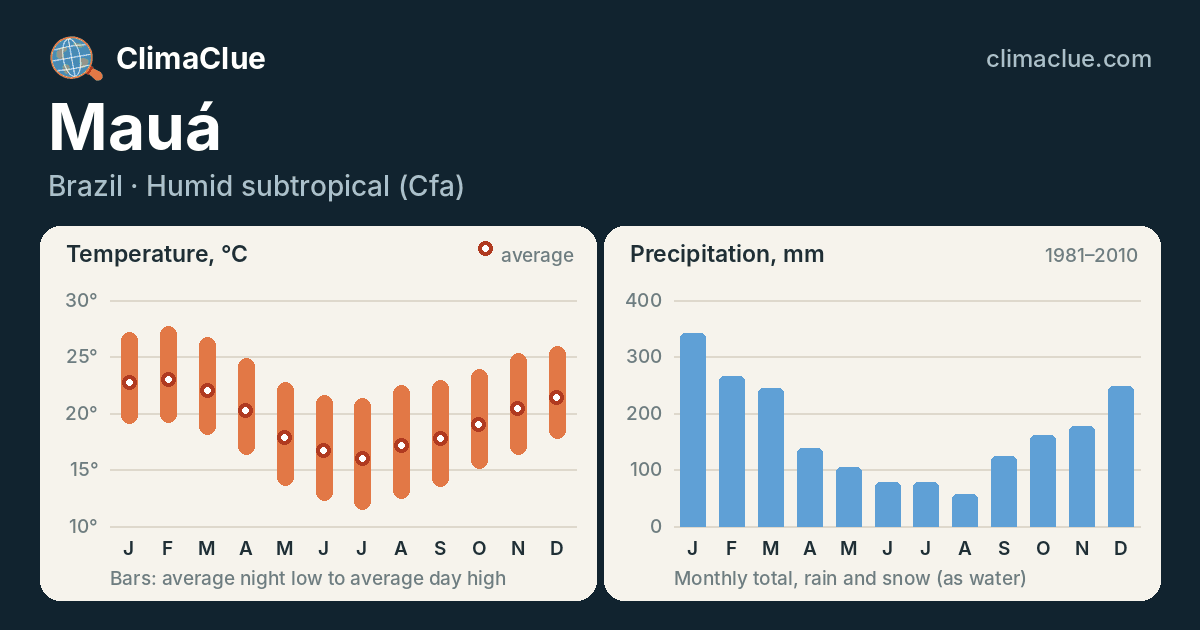 ClimaClue
climaclue.com
Mauá
Brazil · Humid subtropical (Cfa)
Temperature, °C
average
30°
25°
20°
15°
10°
J F M A M J J A S O N D
Bars: average night low to average day high
Precipitation, mm
1981–2010
400
300
200
100
0
J F M A M J J A S O N D
Monthly total, rain and snow (as water)